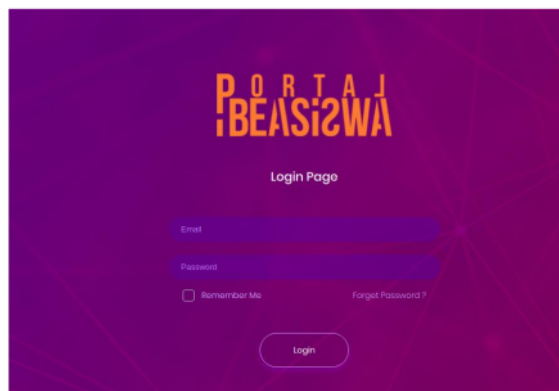 PORTAL
BEASISWA
Login Page
Email
Password
Remember Me
Forget Password ?
Login